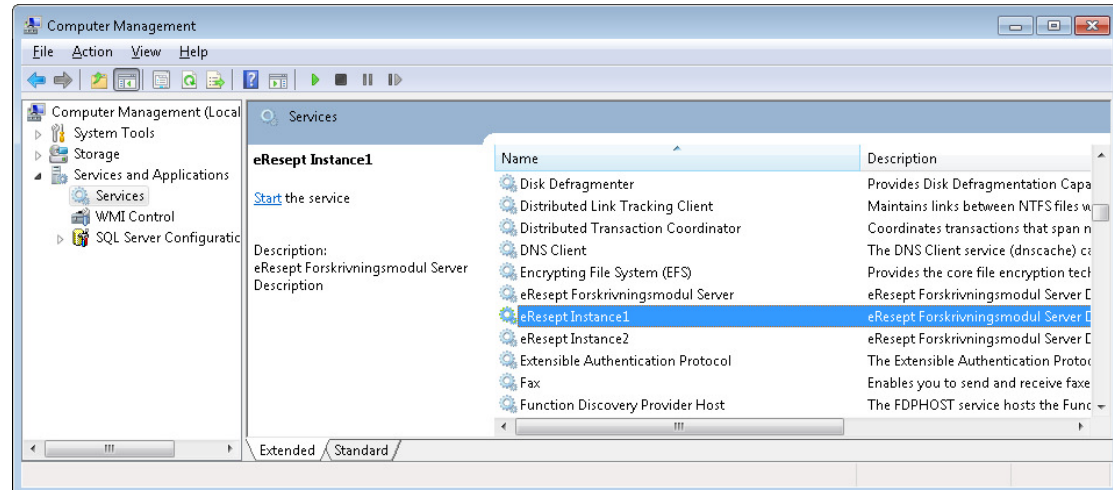 Computer Management
File Action View Help
Computer Management (Local
System Tools
Storage
Services and Applications
Services
WMI Control
SQL Server Configuratic
Services
eResept Instance1
Start the service
Description:
eResept Forskrivningsmodul Server
Description
Name Description
Disk Defragmenter Provides Disk Defragmentation Capa
Distributed Link Tracking Client Maintains links between NTFS files w
Distributed Transaction Coordinator Coordinates transactions that span n
DNS Client The DNS Client service (dnscache) ca
Encrypting File System (EFS) Provides the core file encryption tech
eResept Forskrivningsmodul Server eResept Forskrivningsmodul Server D
eResept Instance1 eResept Forskrivningsmodul Server D
eResept Instance2 eResept Forskrivningsmodul Server D
Extensible Authentication Protocol The Extensible Authentication Protoc
Fax Enables you to send and receive faxe
Function Discovery Provider Host The FDPHOST service hosts the Func
Extended Standard